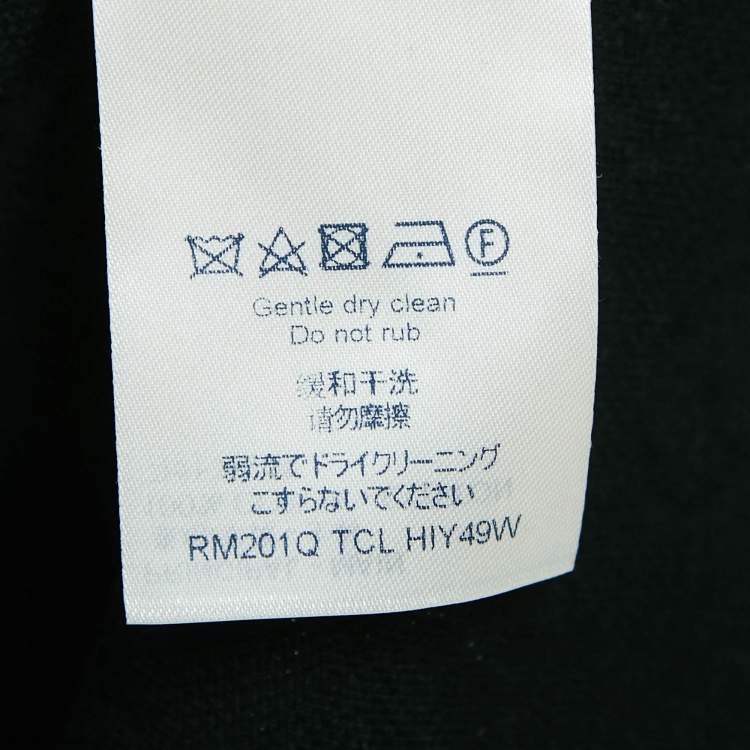 F
Gentle dry clean
Do not rub
缓和干洗
请勿摩擦
弱流でドライクリーニング
こすらないでください
RM201Q TCL HIY49W